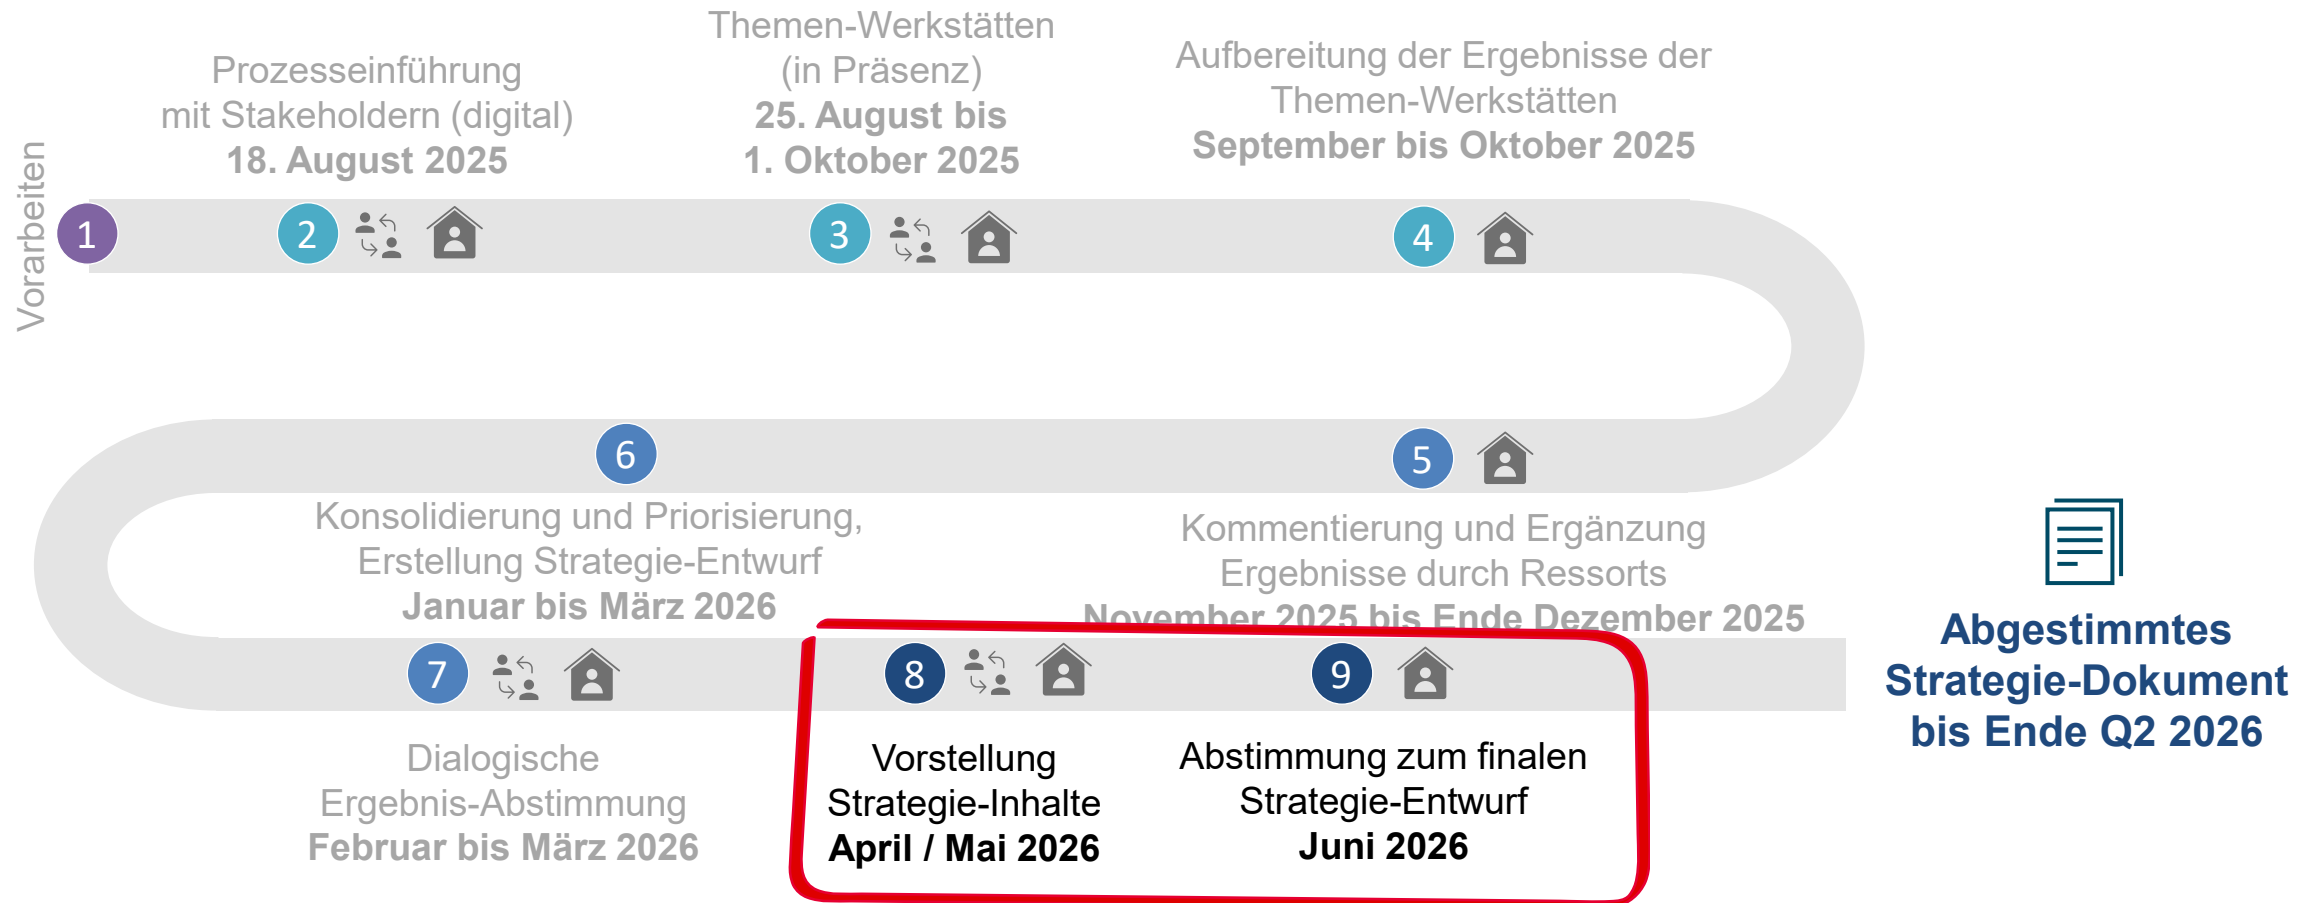 Vorarbeiten
1
Prozesseinführung
mit Stakeholdern (digital)
18. August 2025
2
Themen-Werkstätten
(in Präsenz)
25. August bis
1. Oktober 2025
3
Aufbereitung der Ergebnisse der
Themen-Werkstätten
September bis Oktober 2025
4
5
Kommentierung und Ergänzung
Ergebnisse durch Ressorts
November 2025 bis Ende Dezember 2025
6
Konsolidierung und Priorisierung,
Erstellung Strategie-Entwurf
Januar bis März 2026
7
Dialogische
Ergebnis-Abstimmung
Februar bis März 2026
8
Vorstellung
Strategie-Inhalte
April / Mai 2026
9
Abstimmung zum finalen
Strategie-Entwurf
Juni 2026
Abgestimmtes
Strategie-Dokument
bis Ende Q2 2026